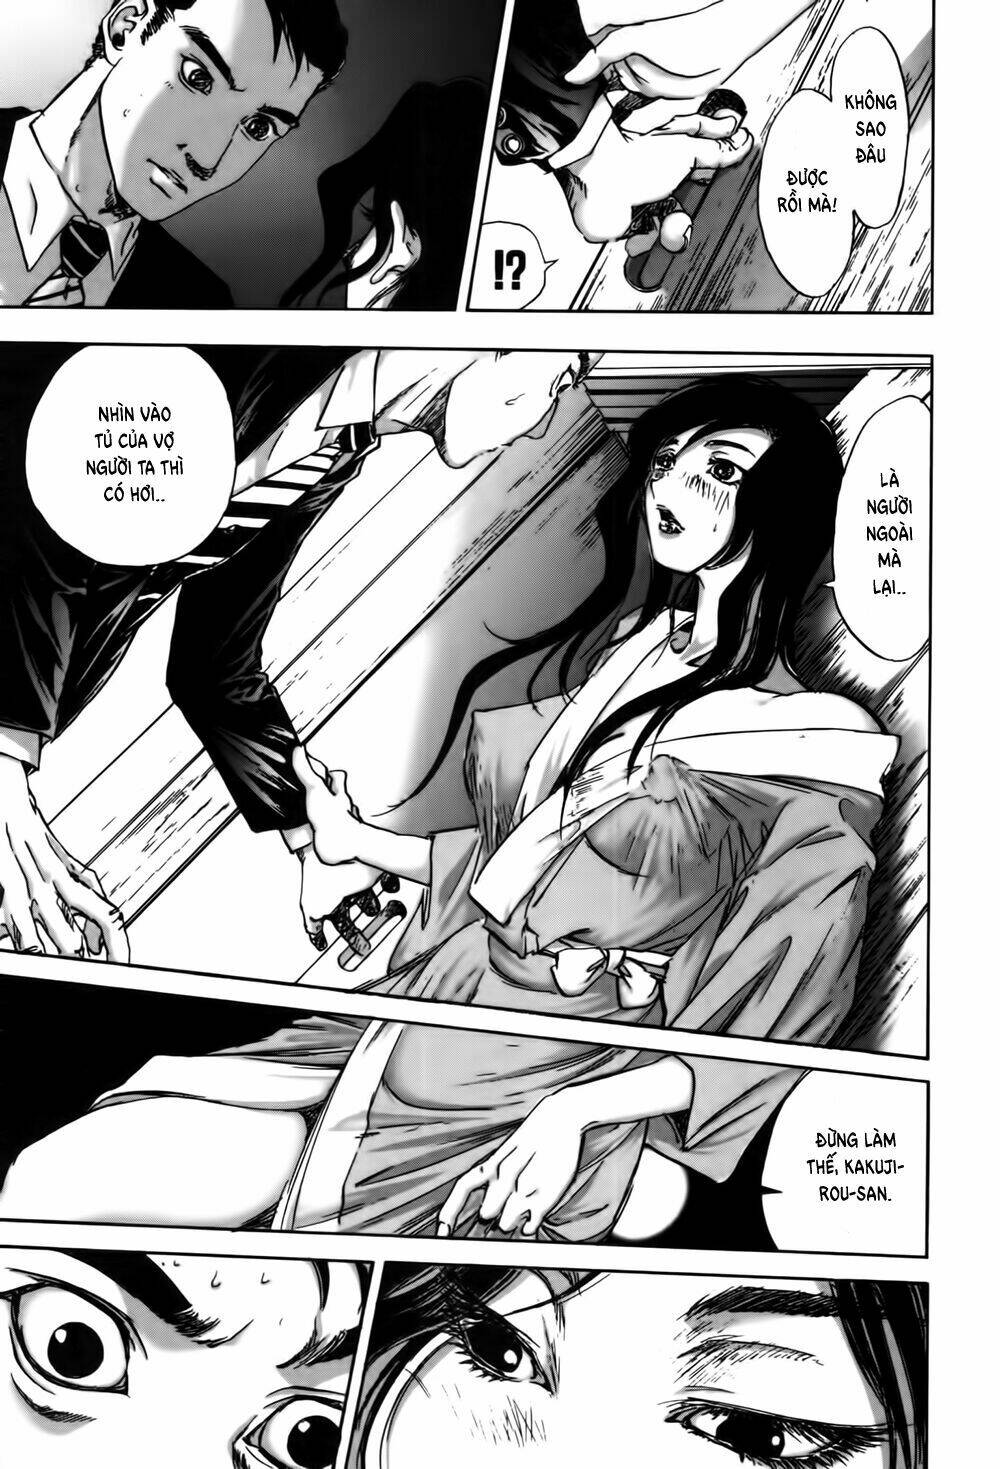 KHÔNG
SAO
ĐÂU
ĐƯỢC
RỒI MÀ!
!?
LÀ
NGƯỜI
NGOÀI
MÀ
LẠI..
NHÌN VÀO
TỦ CỦA VỢ
NGƯỜI TA THÌ
CÓ HƠI..
ĐỪNG LÀM
THẾ, KAKUJI-
ROU-SAN.